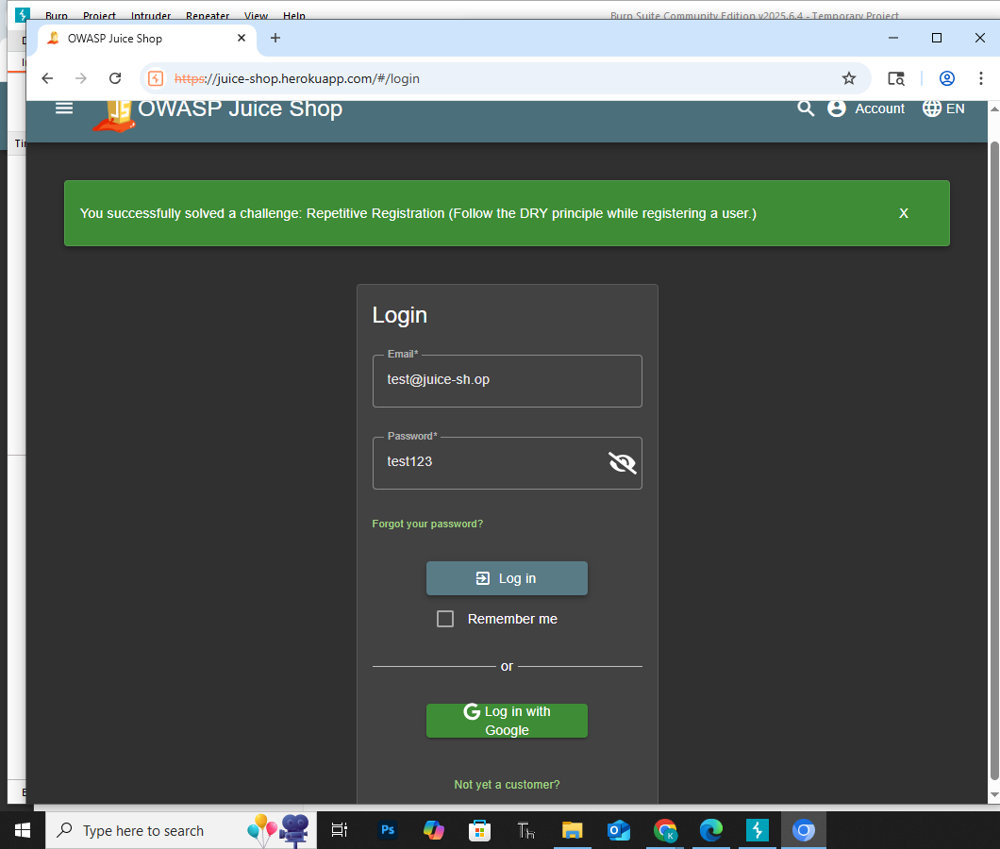 Burp Project Intruder Repeater View Help Burp Suite Community Edition v2025.6.4 - Temporary Project
OWASP Juice Shop
https://juice-shop.herokuapp.com/#/login
OWASP Juice Shop Account EN
You successfully solved a challenge: Repetitive Registration (Follow the DRY principle while registering a user.) X
Login
Email*
test@juice-sh.op
Password*
test123
Forgot your password?
Log in
Remember me
or
Log in with
Google
Not yet a customer?
Type here to search
Ps
K